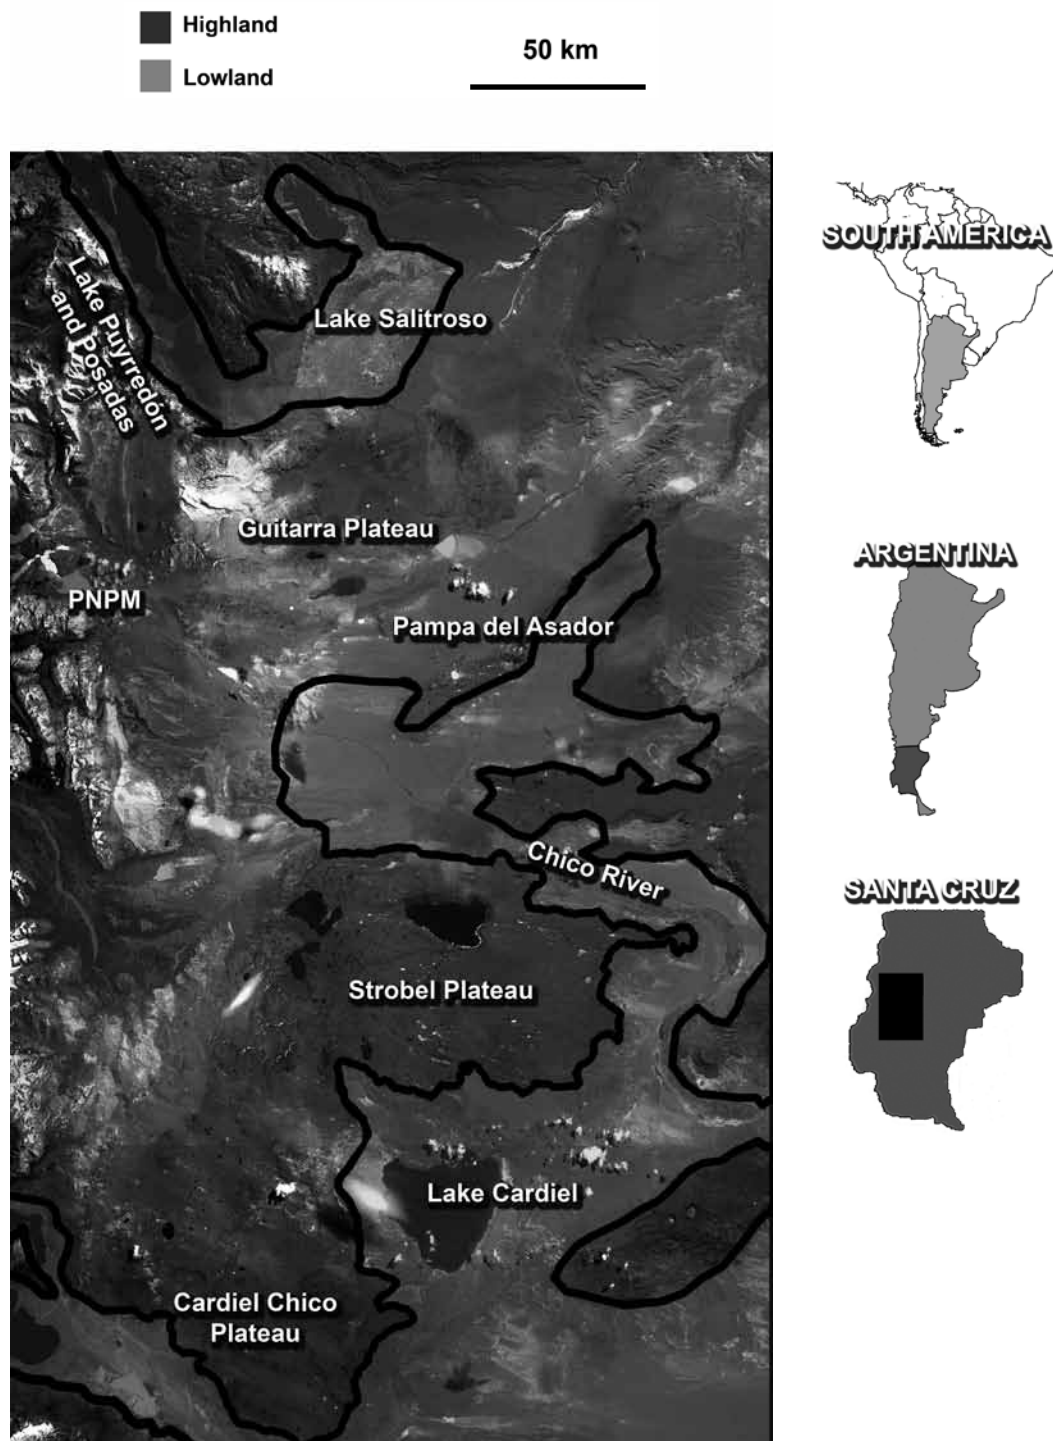 Highland
Lowland
50 km
SOUTH AMERICA
Lake Puyrredón
and Posadas
Lake Salitroso
Guitarra Plateau
ARGENTINA
PNPM
Pampa del Asador
Chico River
SANTA CRUZ
Strobel Plateau
Lake Cardiel
Cardiel Chico
Plateau